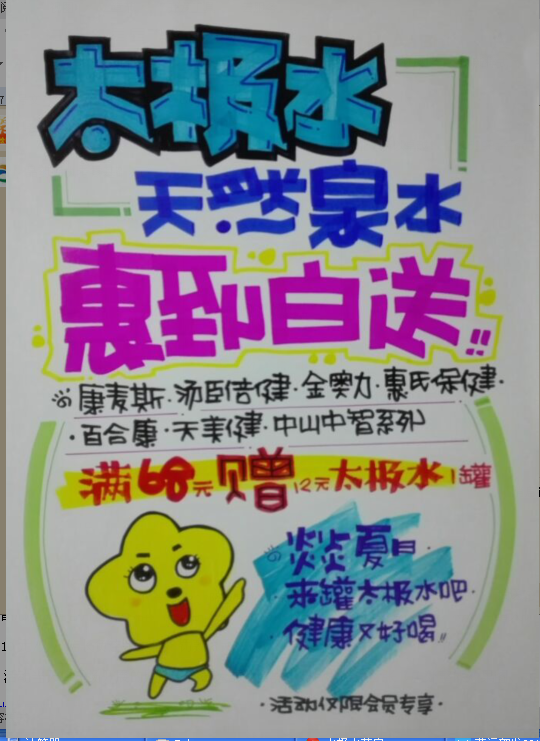 太极水
天然泉水
惠到白送!!
康麦斯·汤臣倍健·金奥力·惠氏保健·
·百合康·天美健·中山中智系列
满68元赠12元太极水1罐
炎炎夏日·
来罐太极水吧·
健康又好喝!!
·活动仅限会员专享·